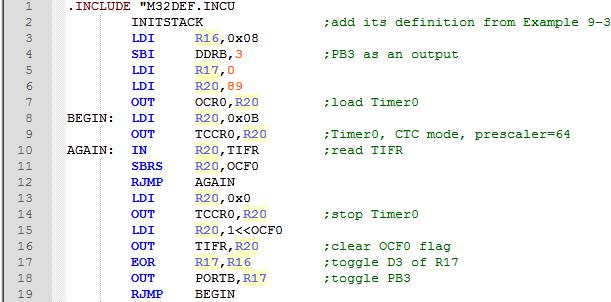 1 .INCLUDE "M32DEF.INCU
2 INITSTACK ;add its definition from Example 9-3
3 LDI R16,0x08
4 SBI DDRB,3 ;PB3 as an output
5 LDI R17,0
6 LDI R20,89
7 OUT OCR0,R20 ;load Timer0
8 BEGIN: LDI R20,0x0B
9 OUT TCCR0,R20 ;Timer0, CTC mode, prescaler=64
10 AGAIN: IN R20,TIFR ;read TIFR
11 SBRS R20,OCF0
12 RJMP AGAIN
13 LDI R20,0x0
14 OUT TCCR0,R20 ;stop Timer0
15 LDI R20,1<<OCF0
16 OUT TIFR,R20 ;clear OCF0 flag
17 EOR R17,R16 ;toggle D3 of R17
18 OUT PORTB,R17 ;toggle PB3
19 RJMP BEGIN